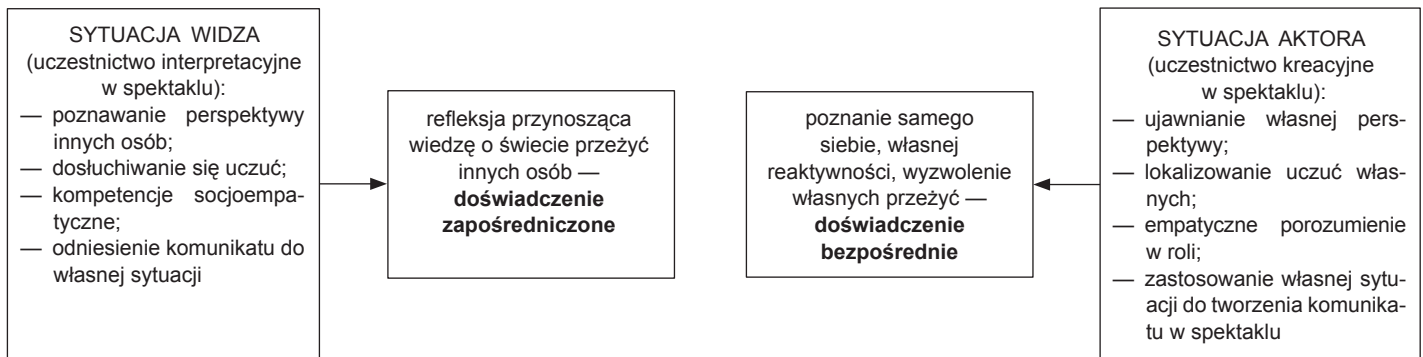 SYTUACJA WIDZA
(uczestnictwo interpretacyjne
w spektaklu):
— poznawanie perspektywy
innych osób;
— dosłuchiwanie się uczuć;
— kompetencje socjoempa-
tyczne;
— odniesienie komunikatu do
własnej sytuacji
refleksja przynosząca
wiedzę o świecie przeżyć
innych osób —
doświadczenie
zapośredniczone
poznanie samego
siebie, własnej
reaktywności, wyzwolenie
własnych przeżyć —
doświadczenie
bezpośrednie
SYTUACJA AKTORA
(uczestnictwo kreacyjne
w spektaklu):
— ujawnianie własnej pers-
pektywy;
— lokalizowanie uczuć włas-
nych;
— empatyczne porozumienie
w roli;
— zastosowanie własnej sytu-
acji do tworzenia komunika-
tu w spektaklu